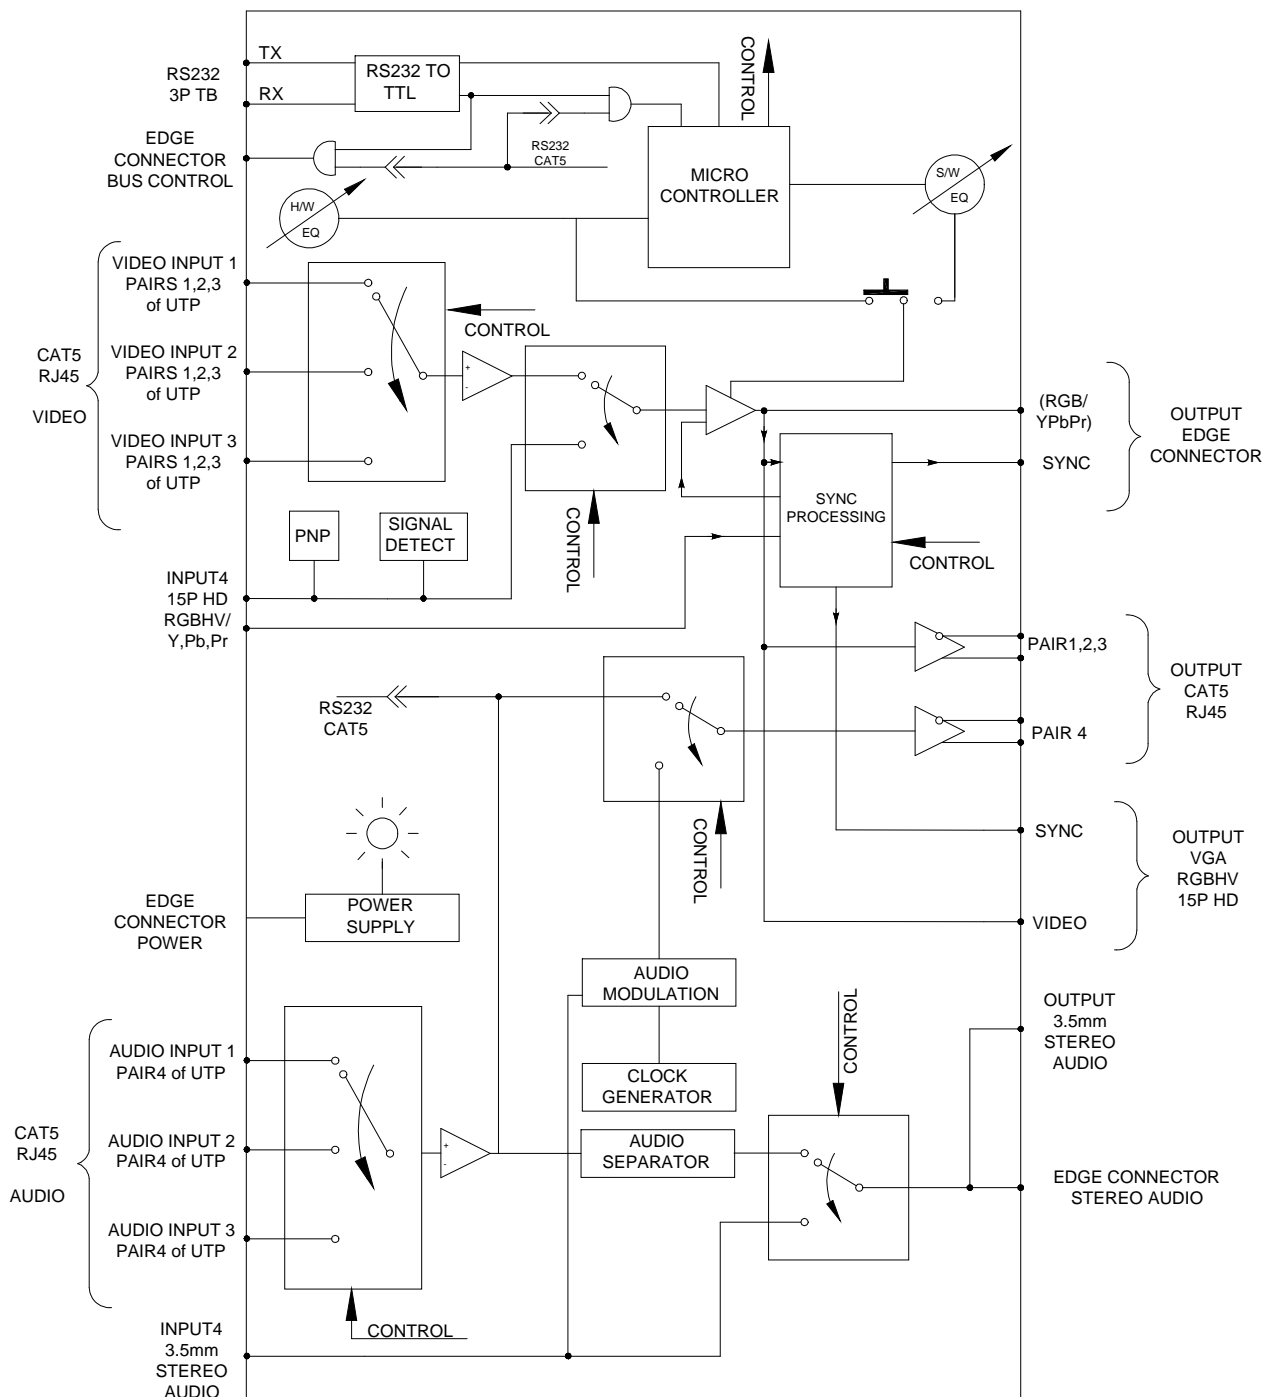 TX
RS232
3P TB
RX
RS232 TO
TTL
CONTROL
EDGE
CONNECTOR
BUS CONTROL
RS232
CAT5
MICRO
CONTROLLER
S/W
EQ
H/W
EQ
VIDEO INPUT 1
PAIRS 1,2,3
of UTP
CONTROL
CAT5
RJ45
VIDEO
VIDEO INPUT 2
PAIRS 1,2,3
of UTP
+
-
VIDEO INPUT 3
PAIRS 1,2,3
of UTP
(RGB/
YPbPr)
SYNC
OUTPUT
EDGE
CONNECTOR
SYNC
PROCESSING
CONTROL
CONTROL
PNP
SIGNAL
DETECT
INPUT4
15P HD
RGBHV/
Y,Pb,Pr
PAIR1,2,3
PAIR 4
OUTPUT
CAT5
RJ45
RS232
CAT5
CONTROL
SYNC
VIDEO
OUTPUT
VGA
RGBHV
15P HD
EDGE
CONNECTOR
POWER
POWER
SUPPLY
AUDIO
MODULATION
CLOCK
GENERATOR
CONTROL
OUTPUT
3.5mm
STEREO
AUDIO
CAT5
RJ45
AUDIO
AUDIO INPUT 1
PAIR4 of UTP
AUDIO INPUT 2
PAIR4 of UTP
+
-
AUDIO
SEPARATOR
EDGE CONNECTOR
STEREO AUDIO
AUDIO INPUT 3
PAIR4 of UTP
CONTROL
INPUT4
3.5mm
STEREO
AUDIO